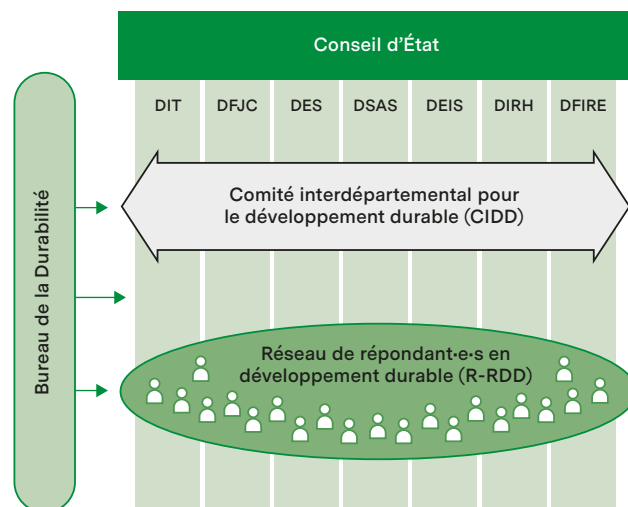 Conseil d'État
DIT DFJC DES DSAS DEIS DIRH DFIRE
Bureau de la Durabilité
Comité interdépartemental pour
le développement durable (CIDD)
Réseau de répondant·e·s en
développement durable (R-RDD)